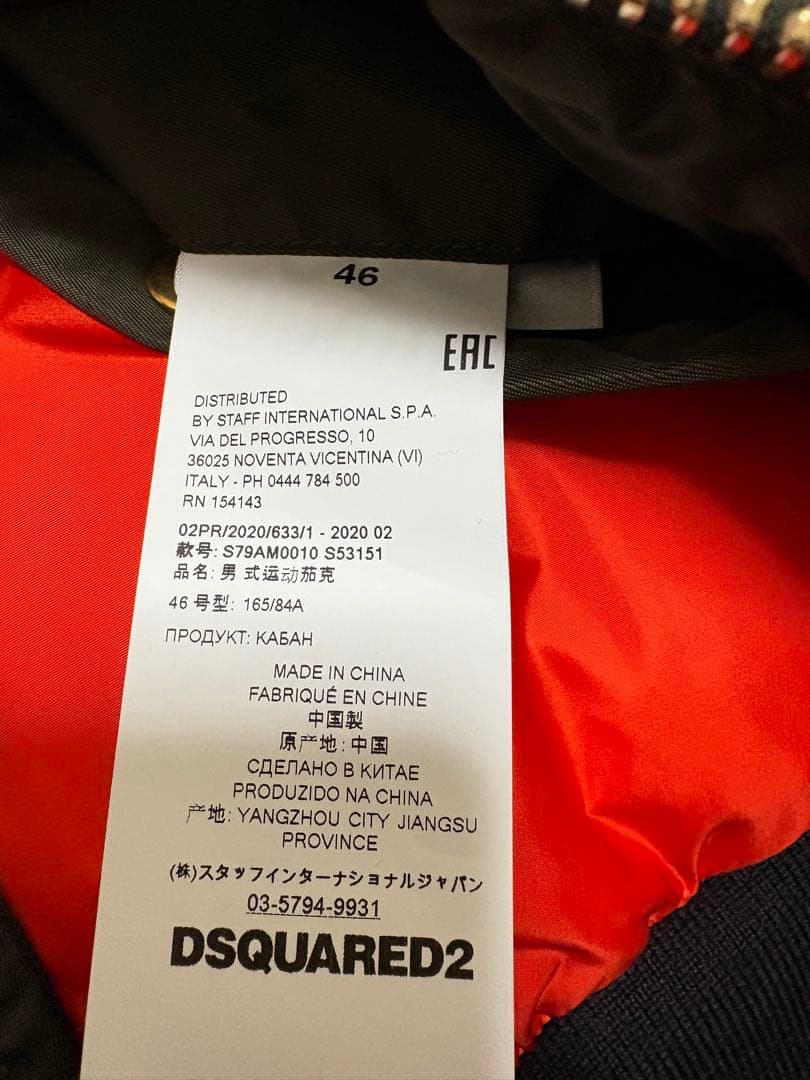 46
EAC
DISTRIBUTED
BY STAFF INTERNATIONAL S.P.A.
VIA DEL PROGRESSO, 10
36025 NOVENTA VICENTINA (VI)
ITALY - PH 0444 784 500
RN 154143
02PR/2020/633/1 - 2020 02
款号: S79AM0010 S53151
品名: 男 式运动茄克
46 号型: 165/84A
ПРОДУКТ: КАБАН
MADE IN CHINA
FABRIQUÉ EN CHINE
中国製
原产地: 中国
СДЕЛАНО В КИТАЕ
PRODUZIDO NA CHINA
产地: YANGZHOU CITY JIANGSU
PROVINCE
(株)スタッフインターナショナルジャパン
03-5794-9931
DSQUARED2